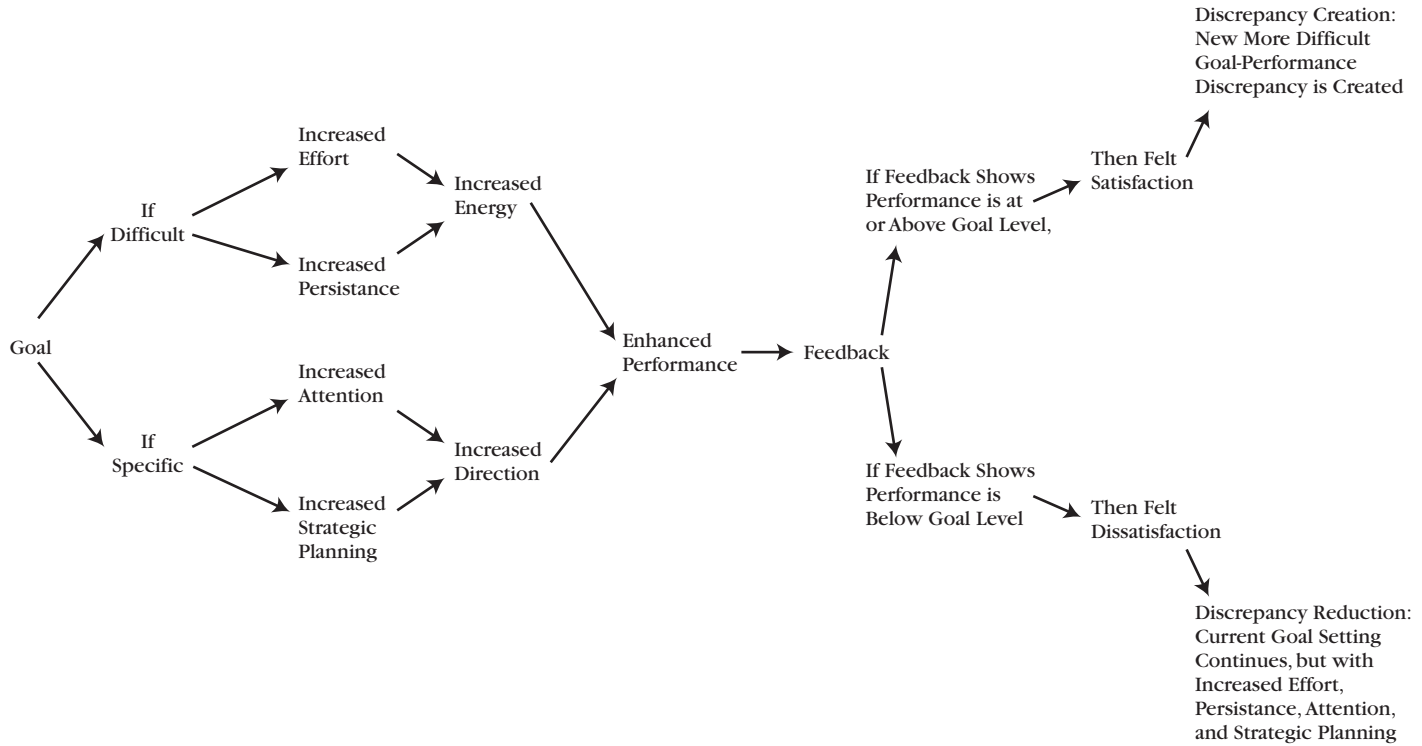 Goal
If
Difficult
If
Specific
Increased
Effort
Increased
Persistance
Increased
Attention
Increased
Strategic
Planning
Increased
Energy
Increased
Direction
Enhanced
Performance
Feedback
If Feedback Shows
Performance is at
or Above Goal Level,
Then Felt
Satisfaction
Discrepancy Creation:
New More Difficult
Goal-Performance
Discrepancy is Created
If Feedback Shows
Performance is
Below Goal Level
Then Felt
Dissatisfaction
Discrepancy Reduction:
Current Goal Setting
Continues, but with
Increased Effort,
Persistance, Attention,
and Strategic Planning